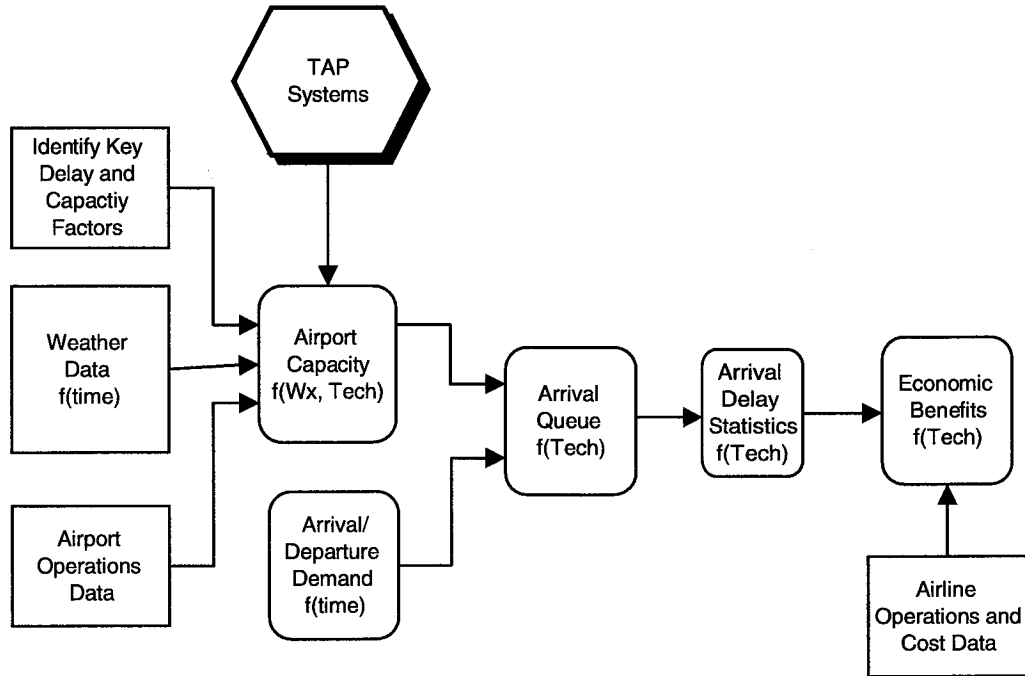 TAP
Systems
Identify Key
Delay and
Capactiy
Factors
Weather
Data
f(time)
Airport
Operations
Data
Airport
Capacity
f(Wx, Tech)
Arrival/
Departure
Demand
f(time)
Arrival
Queue
f(Tech)
Arrival
Delay
Statistics
f(Tech)
Economic
Benefits
f(Tech)
Airline
Operations and
Cost Data